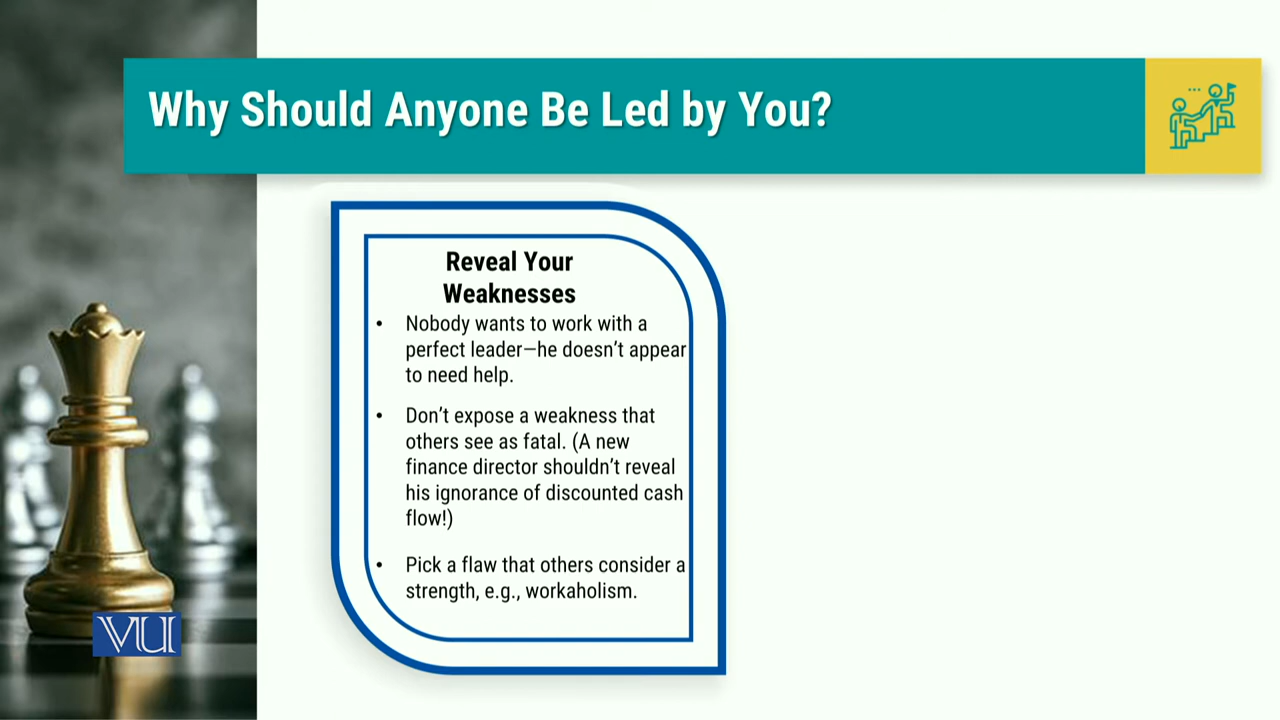 Why Should Anyone Be Led by You?
Reveal Your
Weaknesses
• Nobody wants to work with a
perfect leader—he doesn’t appear
to need help.
• Don’t expose a weakness that
others see as fatal. (A new
finance director shouldn’t reveal
his ignorance of discounted cash
flow!)
• Pick a flaw that others consider a
strength, e.g., workaholism.
VU